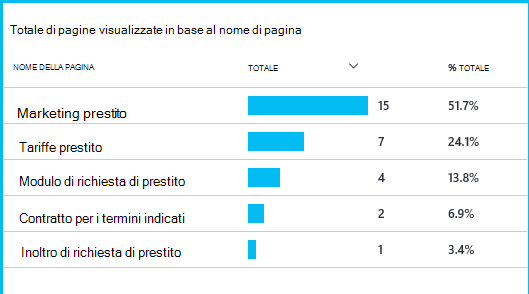 Totale di pagine visualizzate in base al nome di pagina
NOME DELLA PAGINA TOTALE % TOTALE
Marketing prestito 15 51.7%
Tariffe prestito 7 24.1%
Modulo di richiesta di prestito 4 13.8%
Contratto per i termini indicati 2 6.9%
Inoltro di richiesta di prestito 1 3.4%